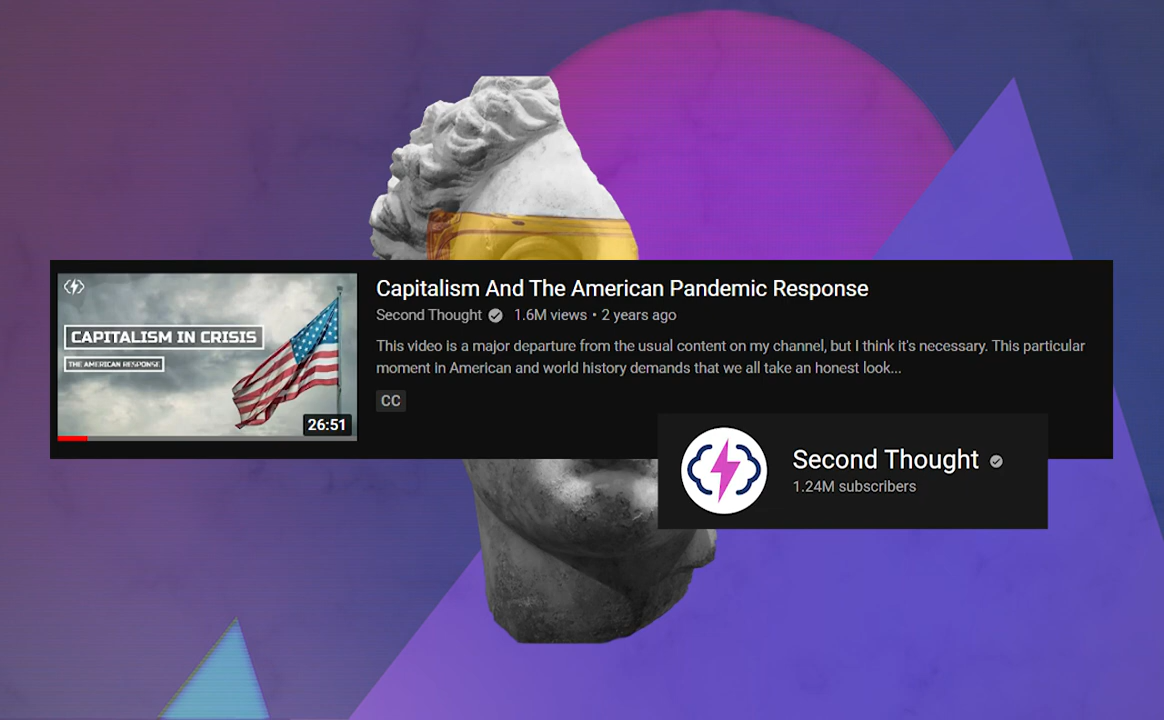 CAPITALISM IN CRISIS
THE AMERICAN RESPONSE
26:51
Capitalism And The American Pandemic Response
Second Thought 1.6M views • 2 years ago
This video is a major departure from the usual content on my channel, but I think it's necessary. This particular
moment in American and world history demands that we all take an honest look...
CC
Second Thought
1.24M subscribers